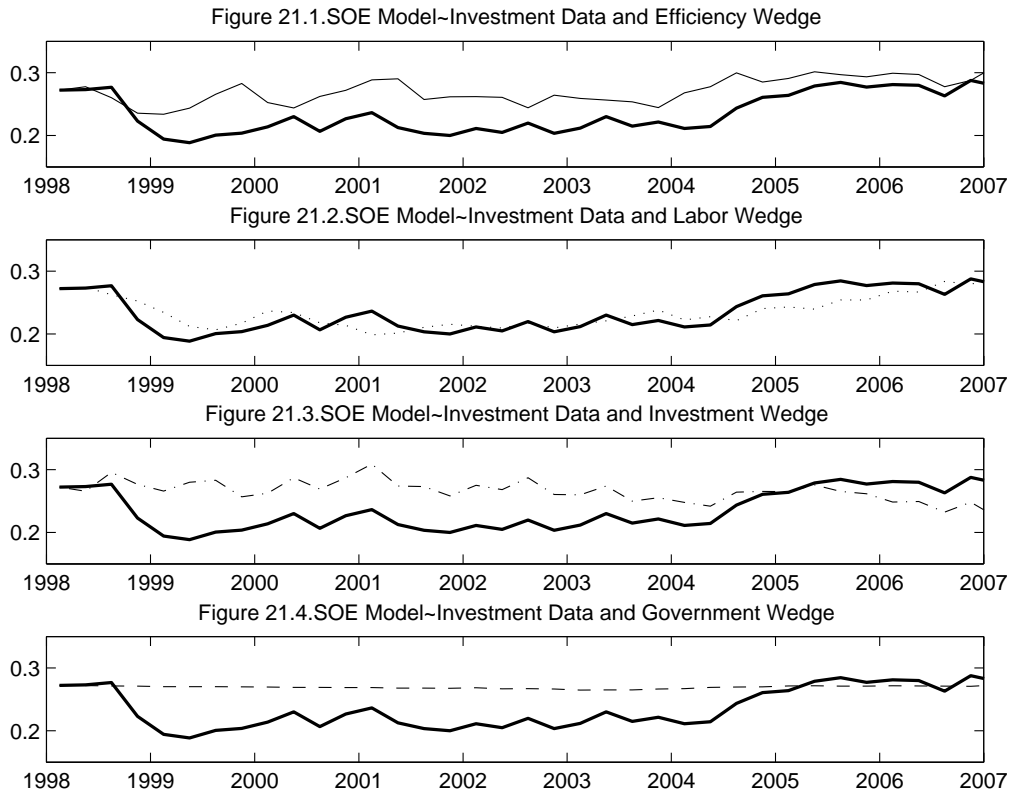 Figure 21.1.SOE Model~Investment Data and Efficiency Wedge
0.3
0.2
1998 1999 2000 2001 2002 2003 2004 2005 2006 2007
Figure 21.2.SOE Model~Investment Data and Labor Wedge
0.3
0.2
1998 1999 2000 2001 2002 2003 2004 2005 2006 2007
Figure 21.3.SOE Model~Investment Data and Investment Wedge
0.3
0.2
1998 1999 2000 2001 2002 2003 2004 2005 2006 2007
Figure 21.4.SOE Model~Investment Data and Government Wedge
0.3
0.2
1998 1999 2000 2001 2002 2003 2004 2005 2006 2007